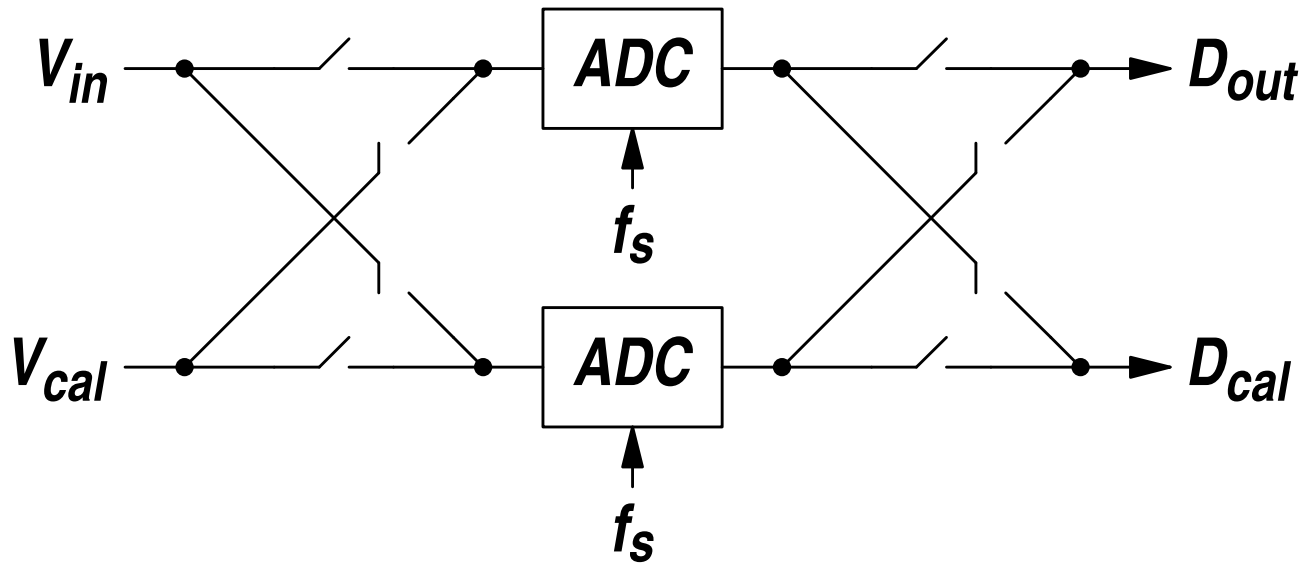 V_in
ADC
D_out
f_s
V_cal
ADC
D_cal
f_s